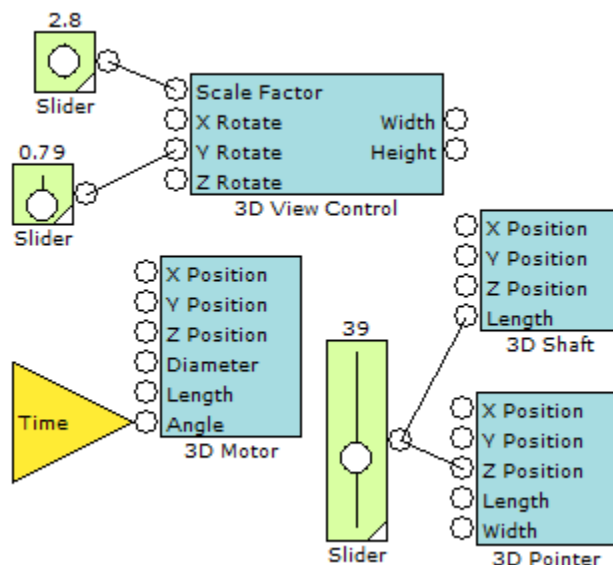 2.8
Slider
Scale Factor
X Rotate
Width
Y Rotate
Height
Z Rotate
3D View Control
0.79
Slider
X Position
Y Position
Z Position
Diameter
Length
Angle
3D Motor
Time
39
Slider
X Position
Y Position
Z Position
Length
3D Shaft
X Position
Y Position
Z Position
Length
Width
3D Pointer